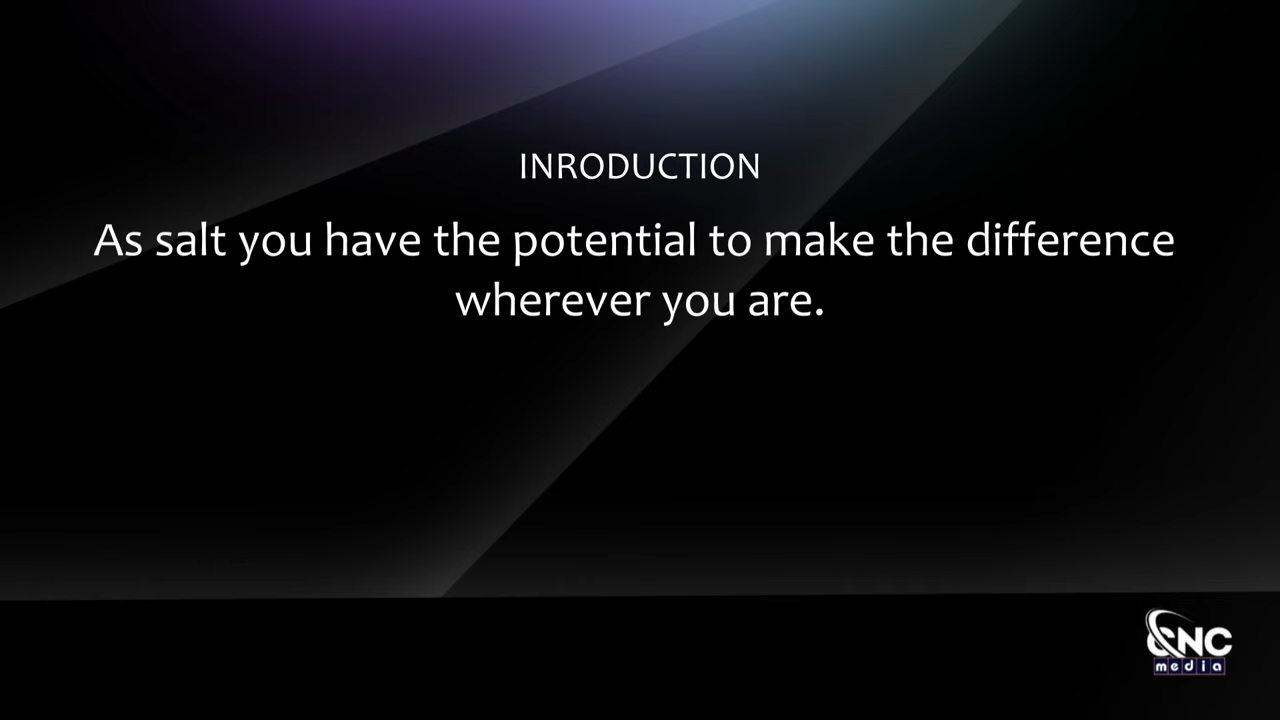 INRODUCTION
As salt you have the potential to make the difference
wherever you are.
CNC
media